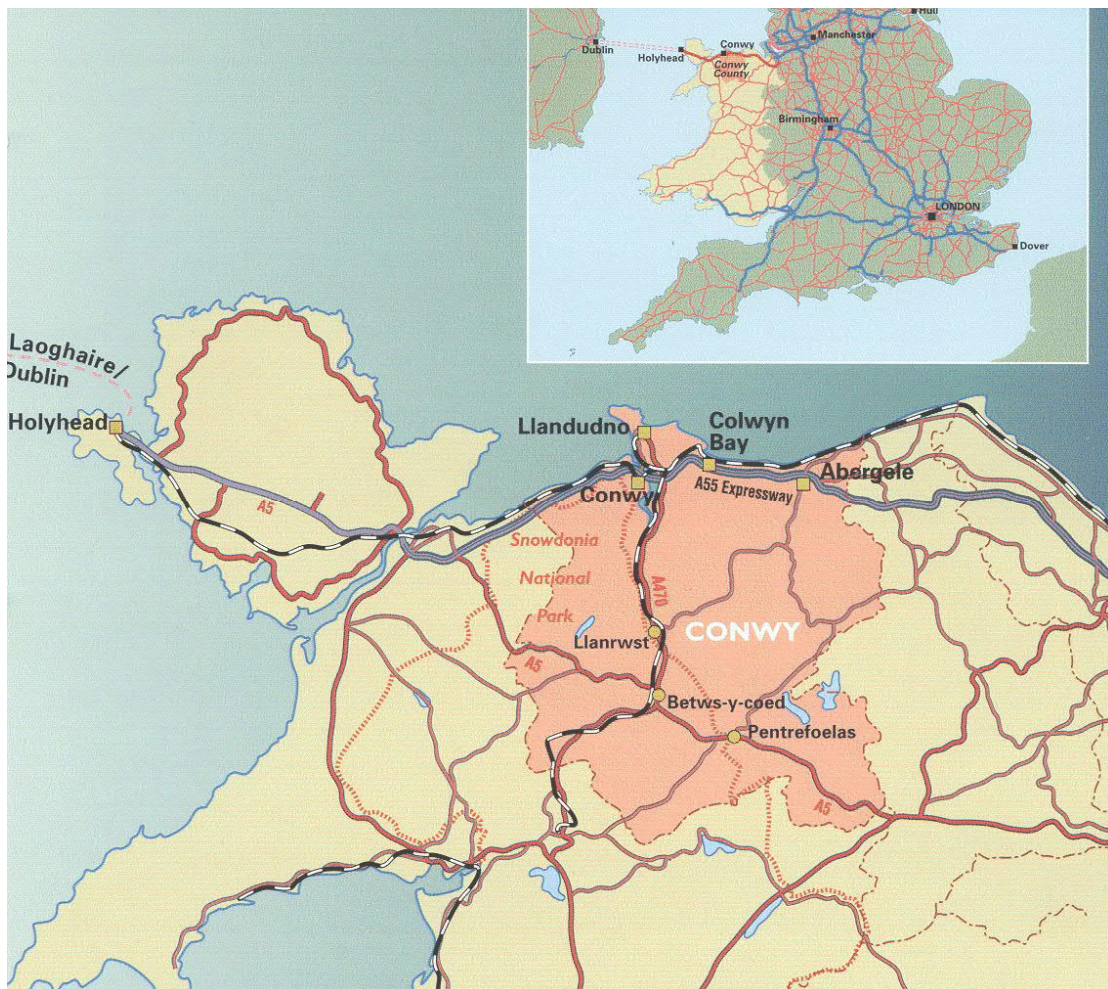 Hull
Manchester
Dublin
Holyhead
Conwy
Conwy
County
Birmingham
LONDON
Dover
Laoghaire/
Dublin
Holyhead
Llandudno
Colwyn
Bay
Conwy
A55 Expressway
Abergele
A5
Snowdonia
National
Park
A470
Llanrwst
CONWY
A5
Betws-y-coed
Pentrefoelas
A5